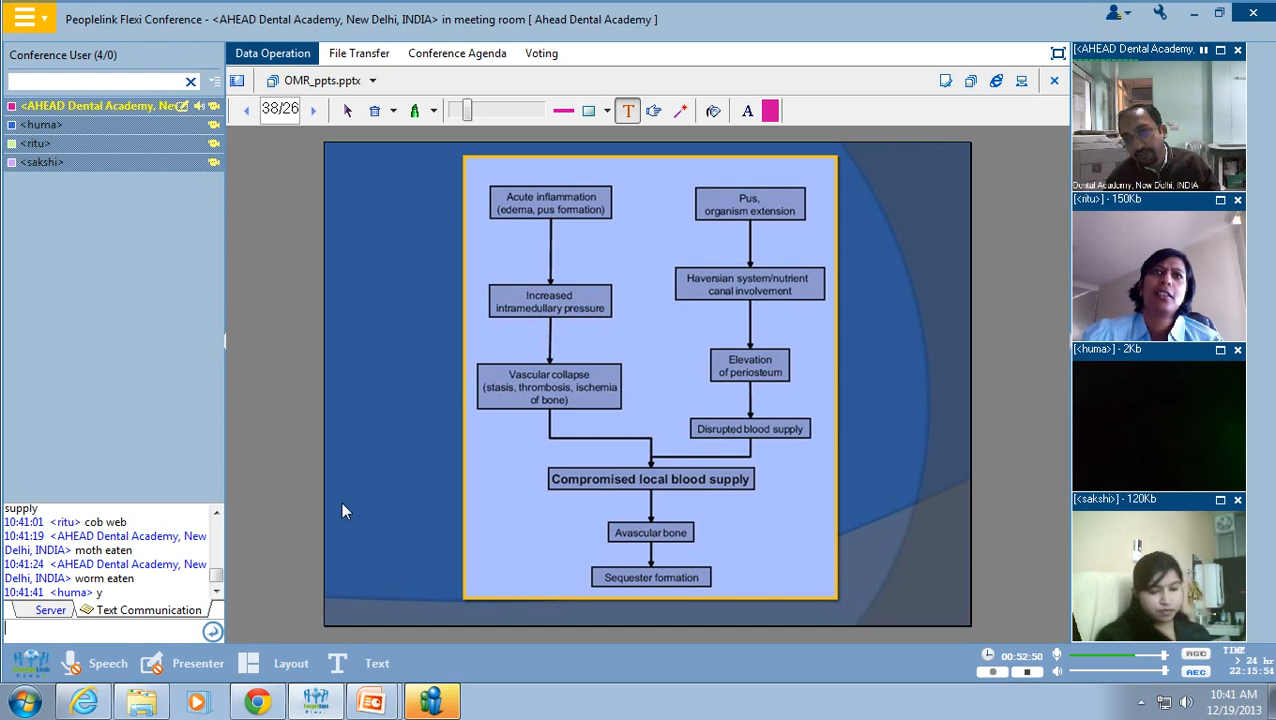 Peoplelink Flexi Conference - <AHEAD Dental Academy, New Delhi, INDIA> in meeting room [ Ahead Dental Academy ]
Conference User (4/0)
Data Operation
File Transfer
Conference Agenda
Voting
OMR_ppts.pptx
38/26
T
A
<AHEAD Dental Academy, Ne
<huma>
<ritu>
<sakshi>
Acute inflammation
(edema, pus formation)
Increased
intramedullary pressure
Vascular collapse
(stasis, thrombosis, ischemia
of bone)
Pus,
organism extension
Haversian system/nutrient
canal involvement
Elevation
of periosteum
Disrupted blood supply
Compromised local blood supply
Avascular bone
Sequester formation
[<AHEAD Dental Academy,
Dental Academy, New Delhi, INDIA
[<ritu>] - 150Kb
[<huma>] - 2Kb
[<sakshi>] - 120Kb
supply
10:41:01 <ritu> cob web
10:41:19 <AHEAD Dental Academy, New
Delhi, INDIA> moth eaten
10:41:24 <AHEAD Dental Academy, New
Delhi, INDIA> worm eaten
10:41:41 <huma> y
Server
Text Communication
Speech
Presenter
Layout
Text
00:52:50
AGC
AEC
TIME
> 24 hr
22:15:54
10:41 AM
12/19/2013